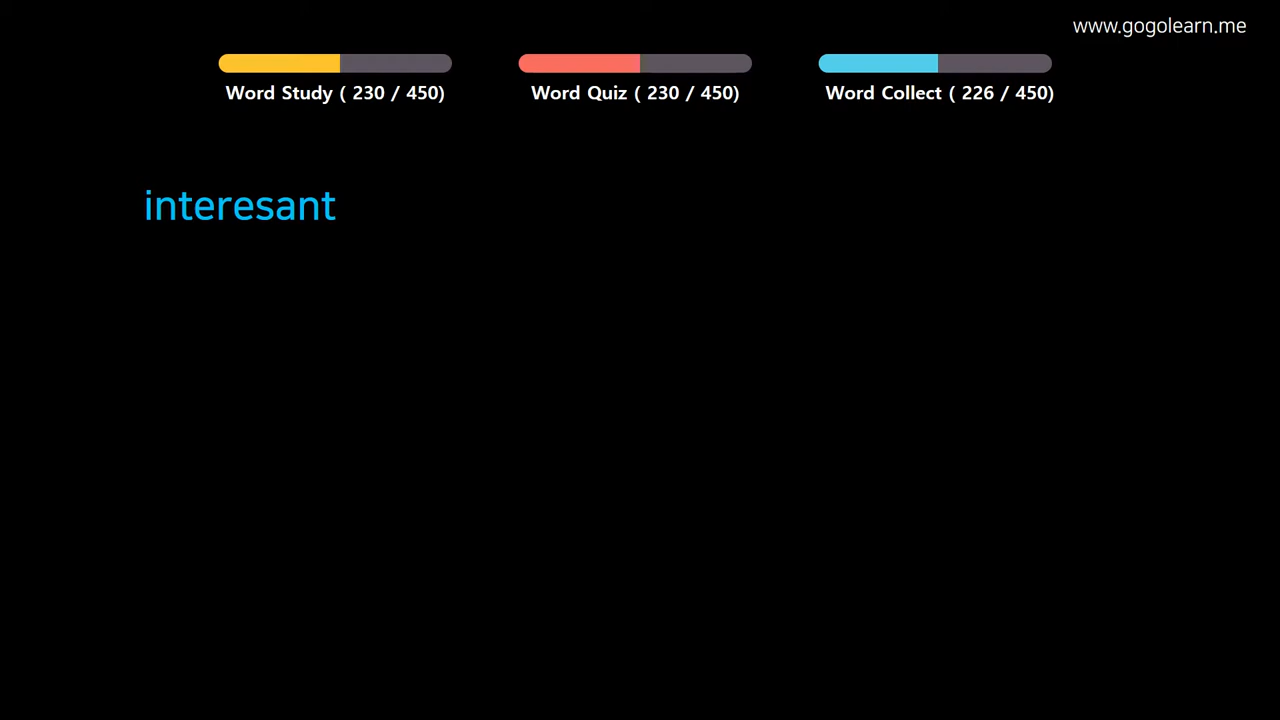 www.gogolearn.me
Word Study ( 230 / 450)
Word Quiz ( 230 / 450)
Word Collect ( 226 / 450)
interesant